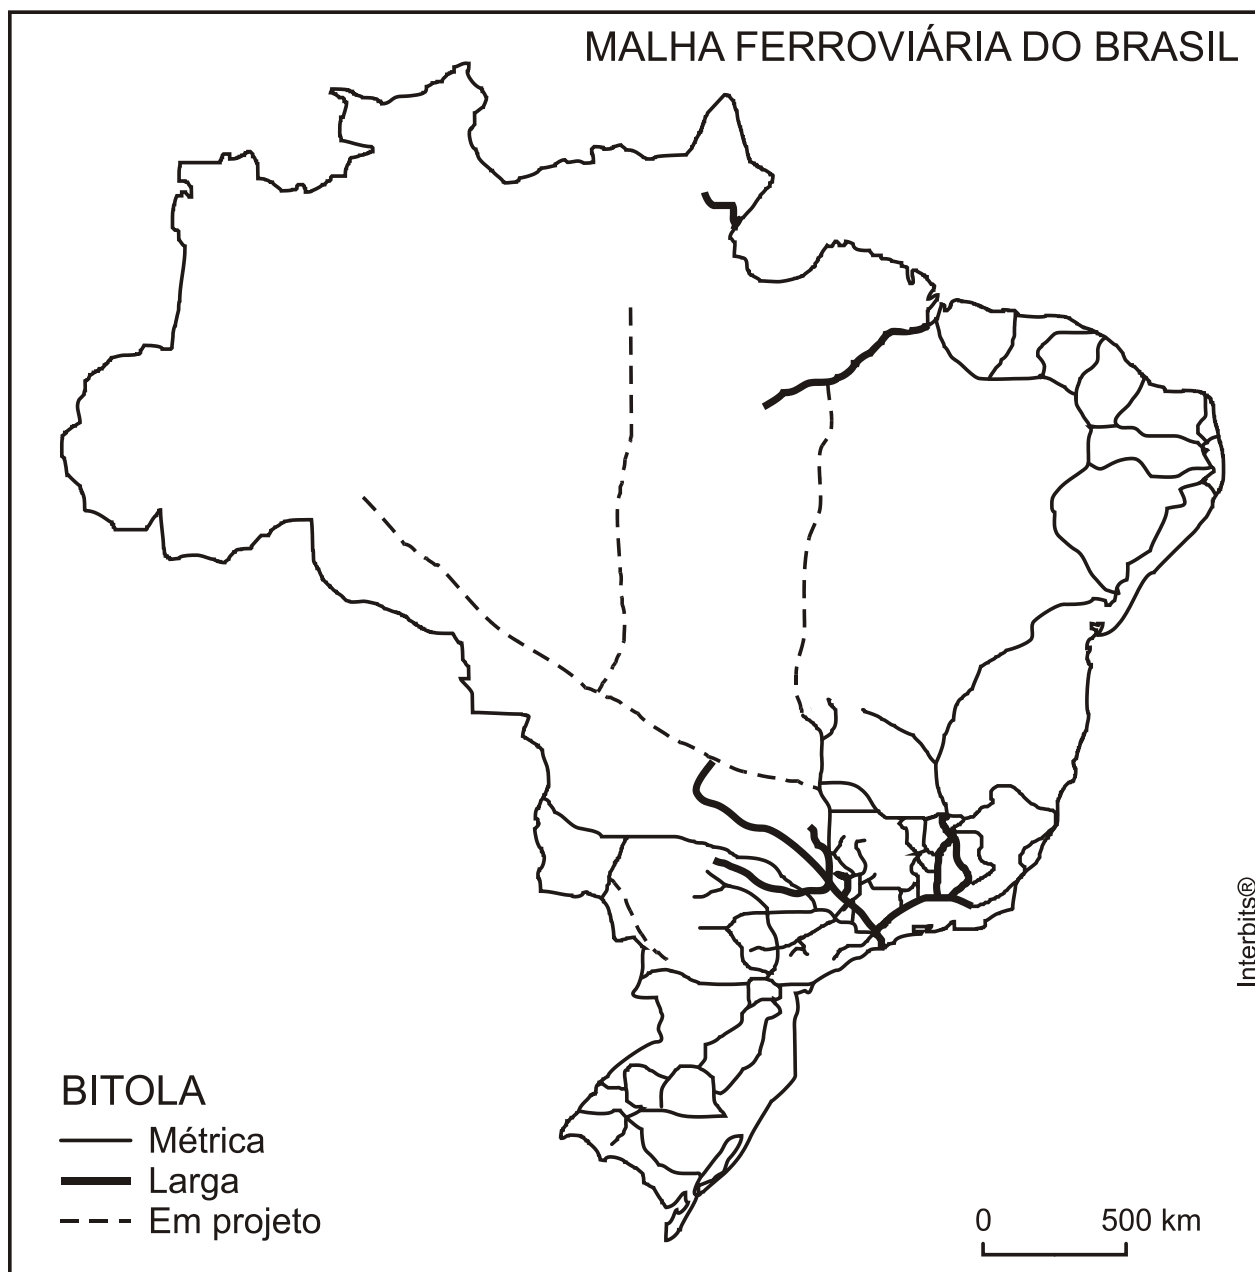 MALHA FERROVIÁRIA DO BRASIL
Interbits®
BITOLA
Métrica
Larga
Em projeto
0 500 km